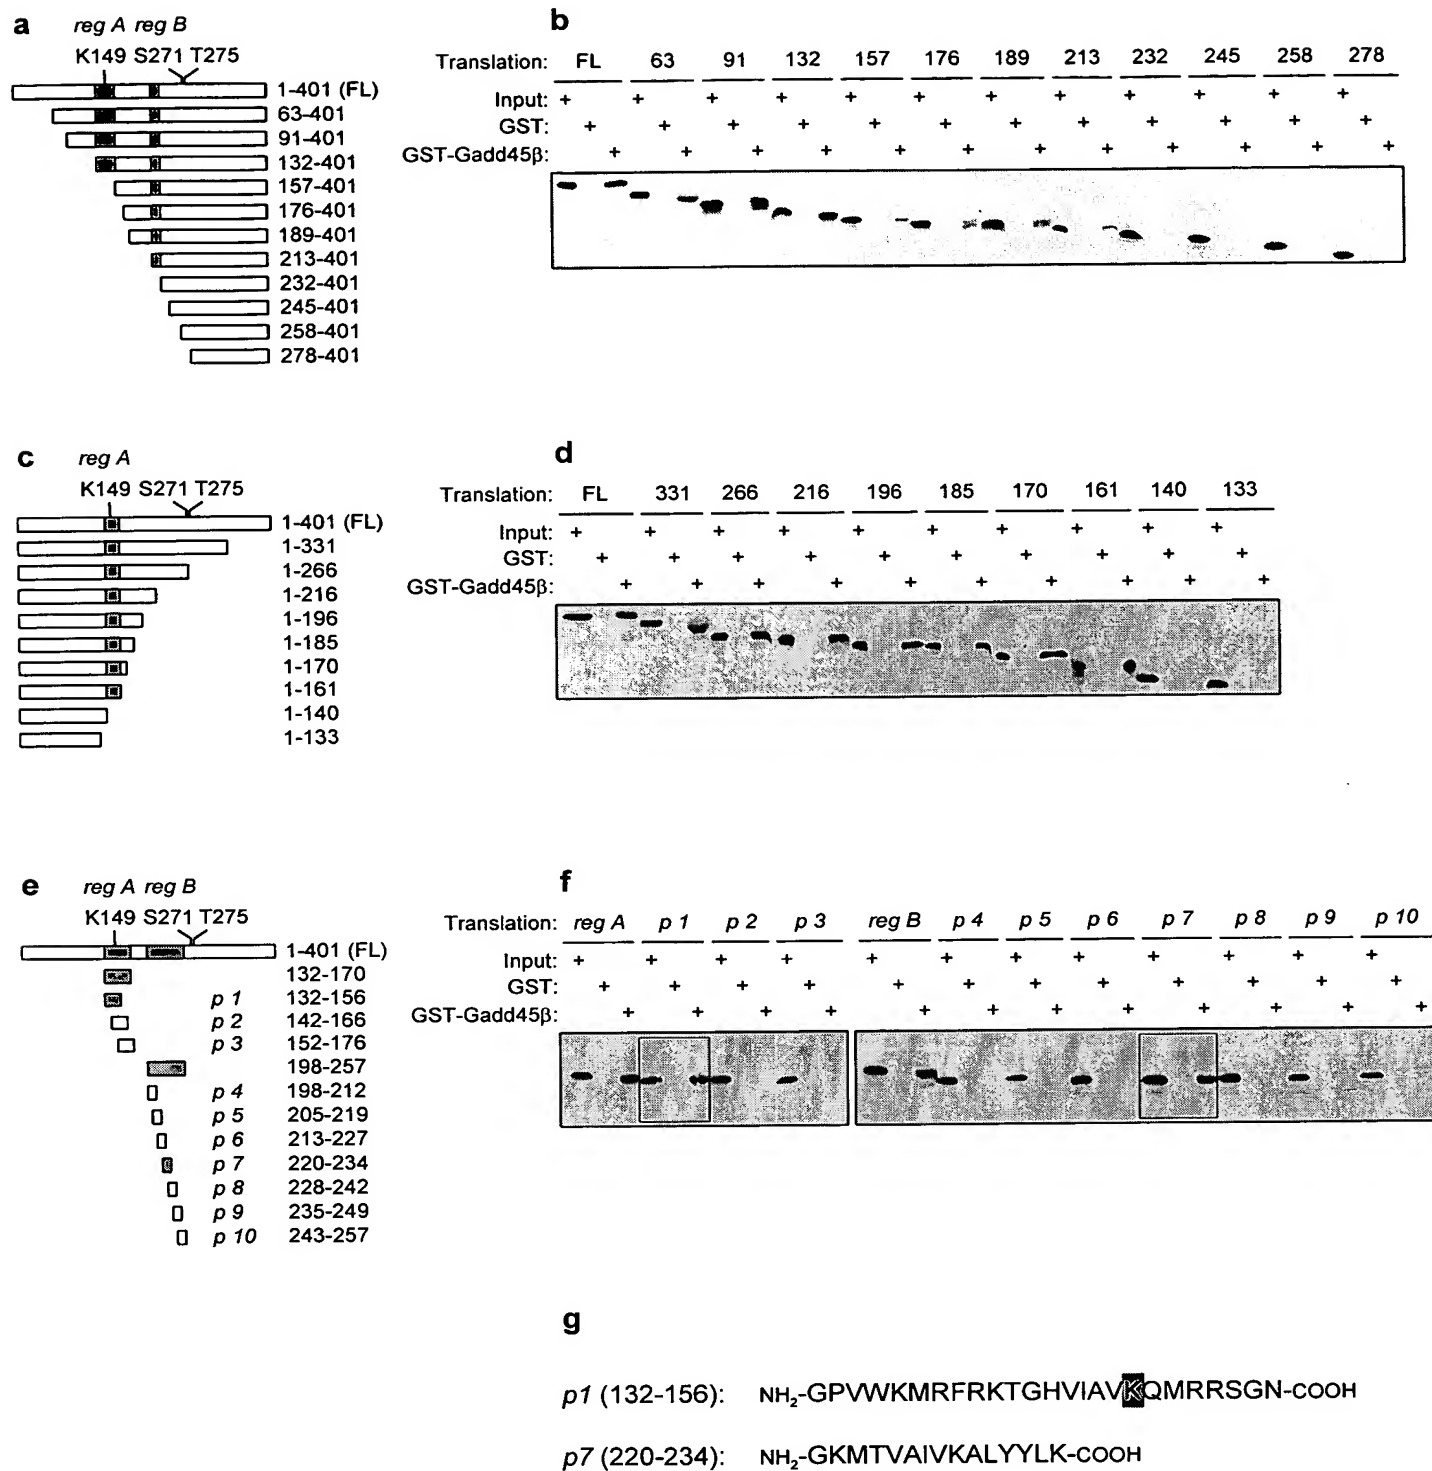 a
reg A reg B
K149 S271 T275
1-401 (FL)
63-401
91-401
132-401
157-401
176-401
189-401
213-401
232-401
245-401
258-401
278-401
b
Translation: FL 63 91 132 157 176 189 213 232 245 258 278
Input: + + + + + + + + + + + +
GST: + + + + + + + + + + + +
GST-Gadd45β: + + + + + + + + + + + +
c
reg A
K149 S271 T275
1-401 (FL)
1-331
1-266
1-216
1-196
1-185
1-170
1-161
1-140
1-133
d
Translation: FL 331 266 216 196 185 170 161 140 133
Input: + + + + + + + + + +
GST: + + + + + + + + + +
GST-Gadd45β: + + + + + + + + + +
e
reg A reg B
K149 S271 T275
1-401 (FL)
132-170
p 1 132-156
p 2 142-166
p 3 152-176
198-257
p 4 198-212
p 5 205-219
p 6 213-227
p 7 220-234
p 8 228-242
p 9 235-249
p 10 243-257
f
Translation: reg A p 1 p 2 p 3 reg B p 4 p 5 p 6 p 7 p 8 p 9 p 10
Input: + + + + + + + + + + + +
GST: + + + + + + + + + + + +
GST-Gadd45β: + + + + + + + + + + + +
g
p1 (132-156): NH2-GPVWKMRFRKTGHVIAVKQMRRSGN-COOH
p7 (220-234): NH2-GKMTVAIVKALYYLK-COOH